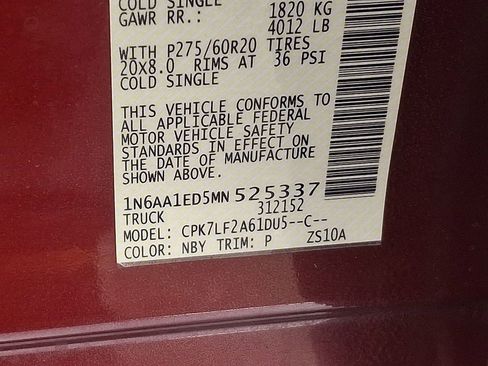 COLD SINGLE
GAWR RR.: 1820 KG
4012 LB
WITH P275/60R20 TIRES
20x8.0 RIMS AT 36 PSI
COLD SINGLE
THIS VEHICLE CONFORMS TO
ALL APPLICABLE FEDERAL
MOTOR VEHICLE SAFETY
STANDARDS IN EFFECT ON
THE DATE OF MANUFACTURE
SHOWN ABOVE.
1N6AA1ED5MN525337
TRUCK 312152
MODEL: CPK7LF2A61DU5--C--
COLOR: NBY TRIM: P ZS10A